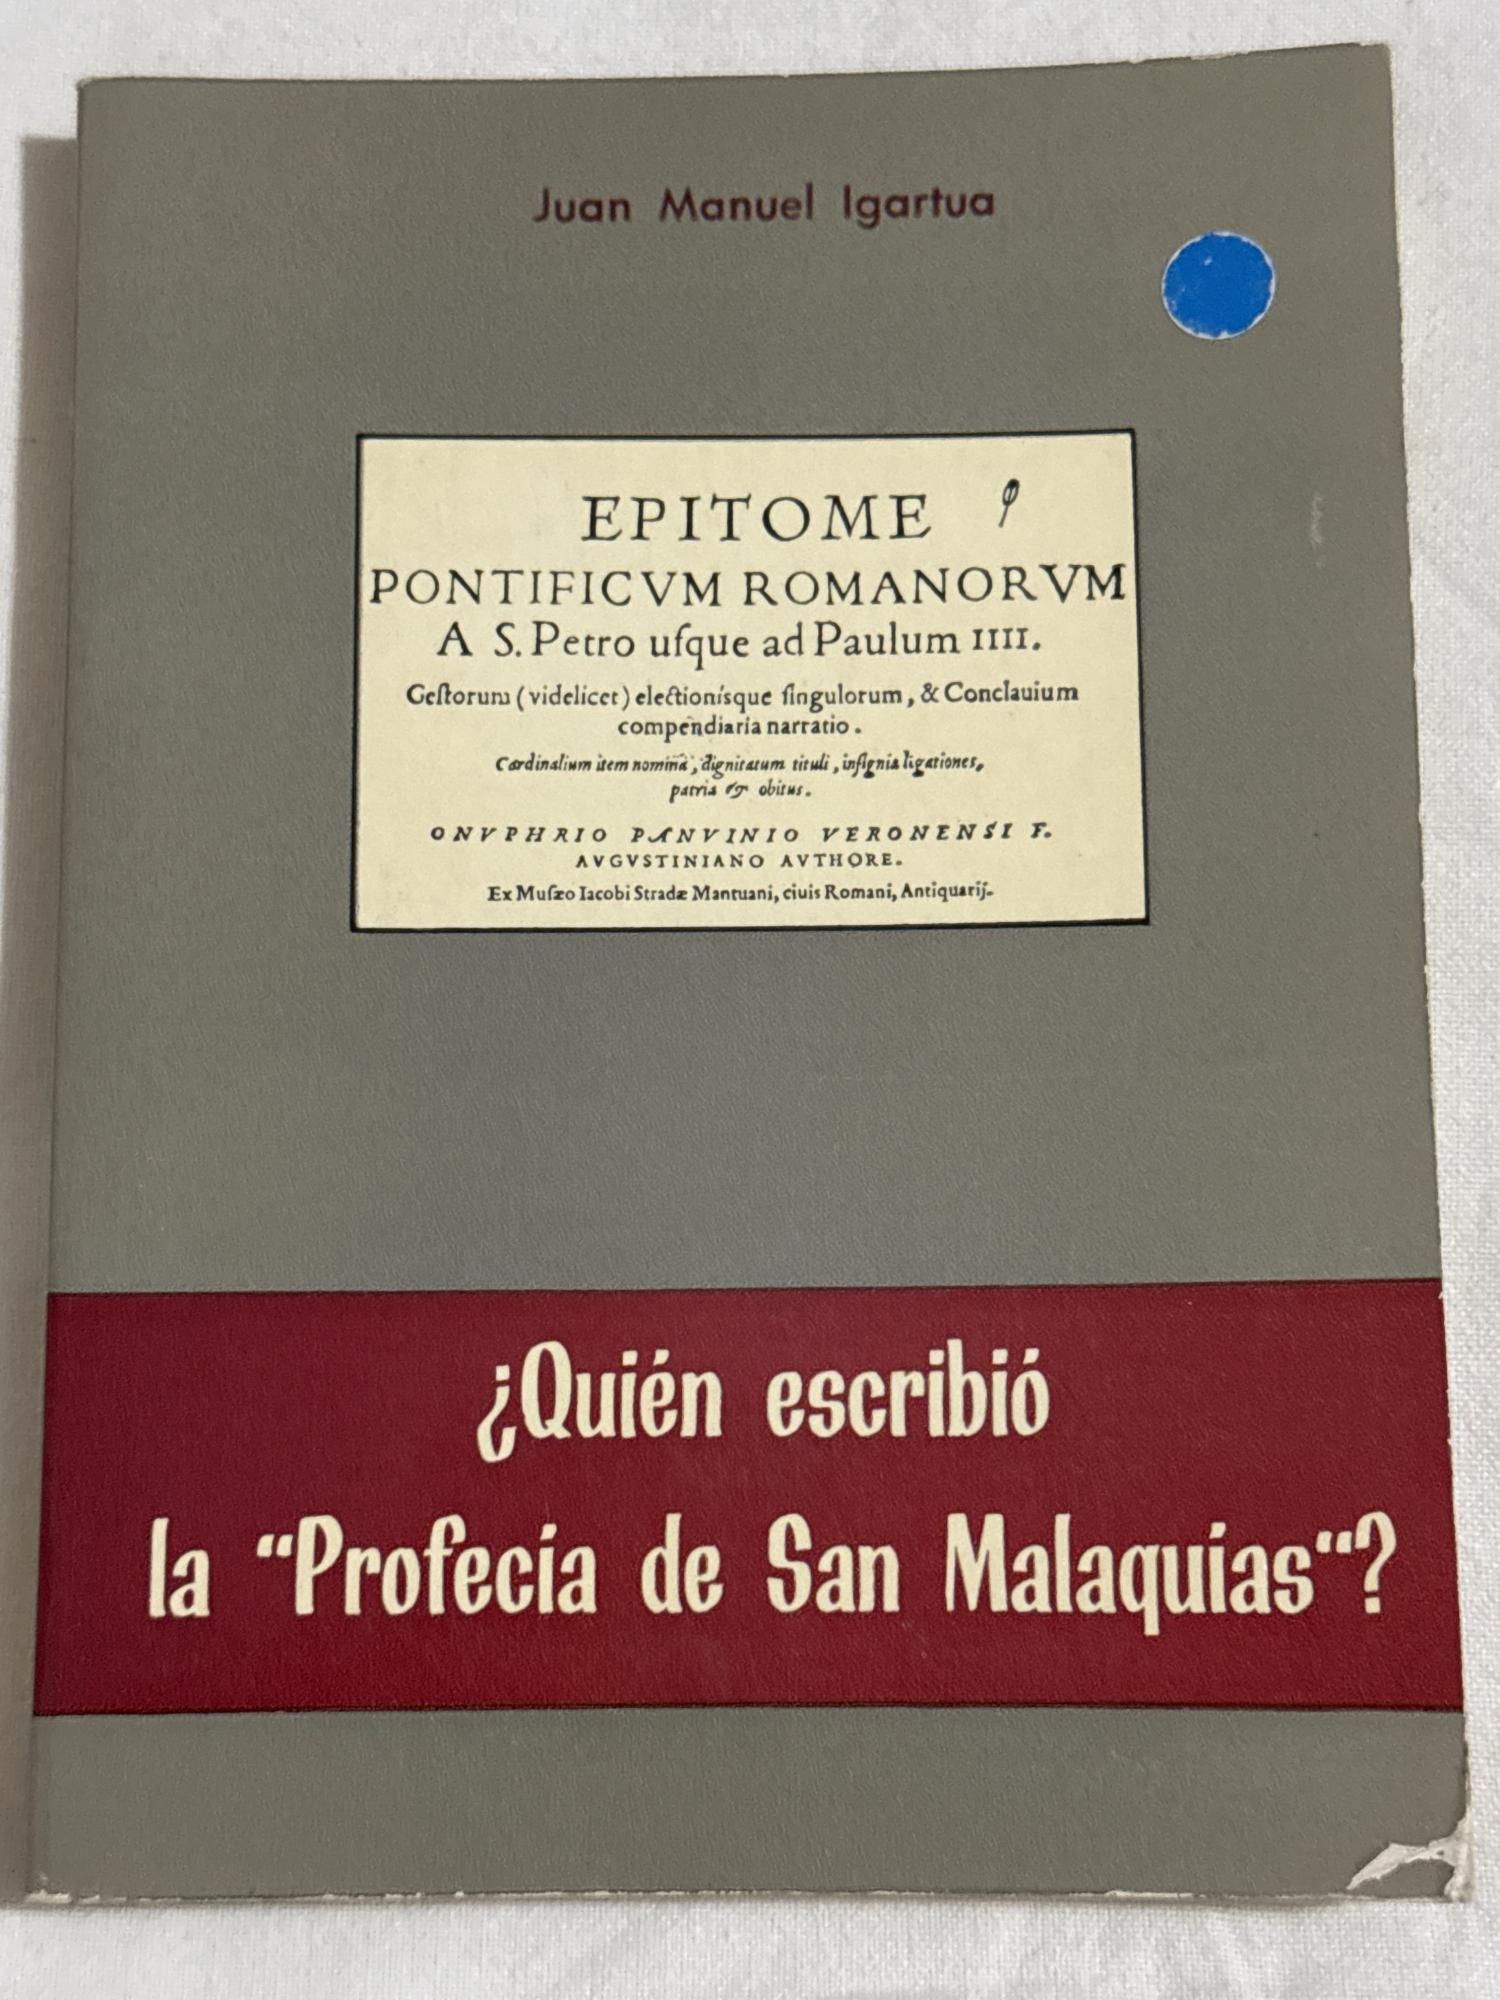 Juan Manuel Igartua
EPITOME
PONTIFICVM ROMANORVM
A S. Petro uſque ad Paulum IIII.
Geſtorum (videlicet) electionísque ſingulorum, & Conclauium
compendiaria narratio.
Cardinalium item nomina, dignitatum tituli, inſignia ligationes,
patria & obitus.
ONVPHRIO PANVINIO VERONENSI F.
AVGVSTINIANO AVTHORE.
Ex Muſæo Iacobi Stradæ Mantuani, ciuis Romani, Antiquarij.
¿Quién escribió
la “Profecía de San Malaquías“?